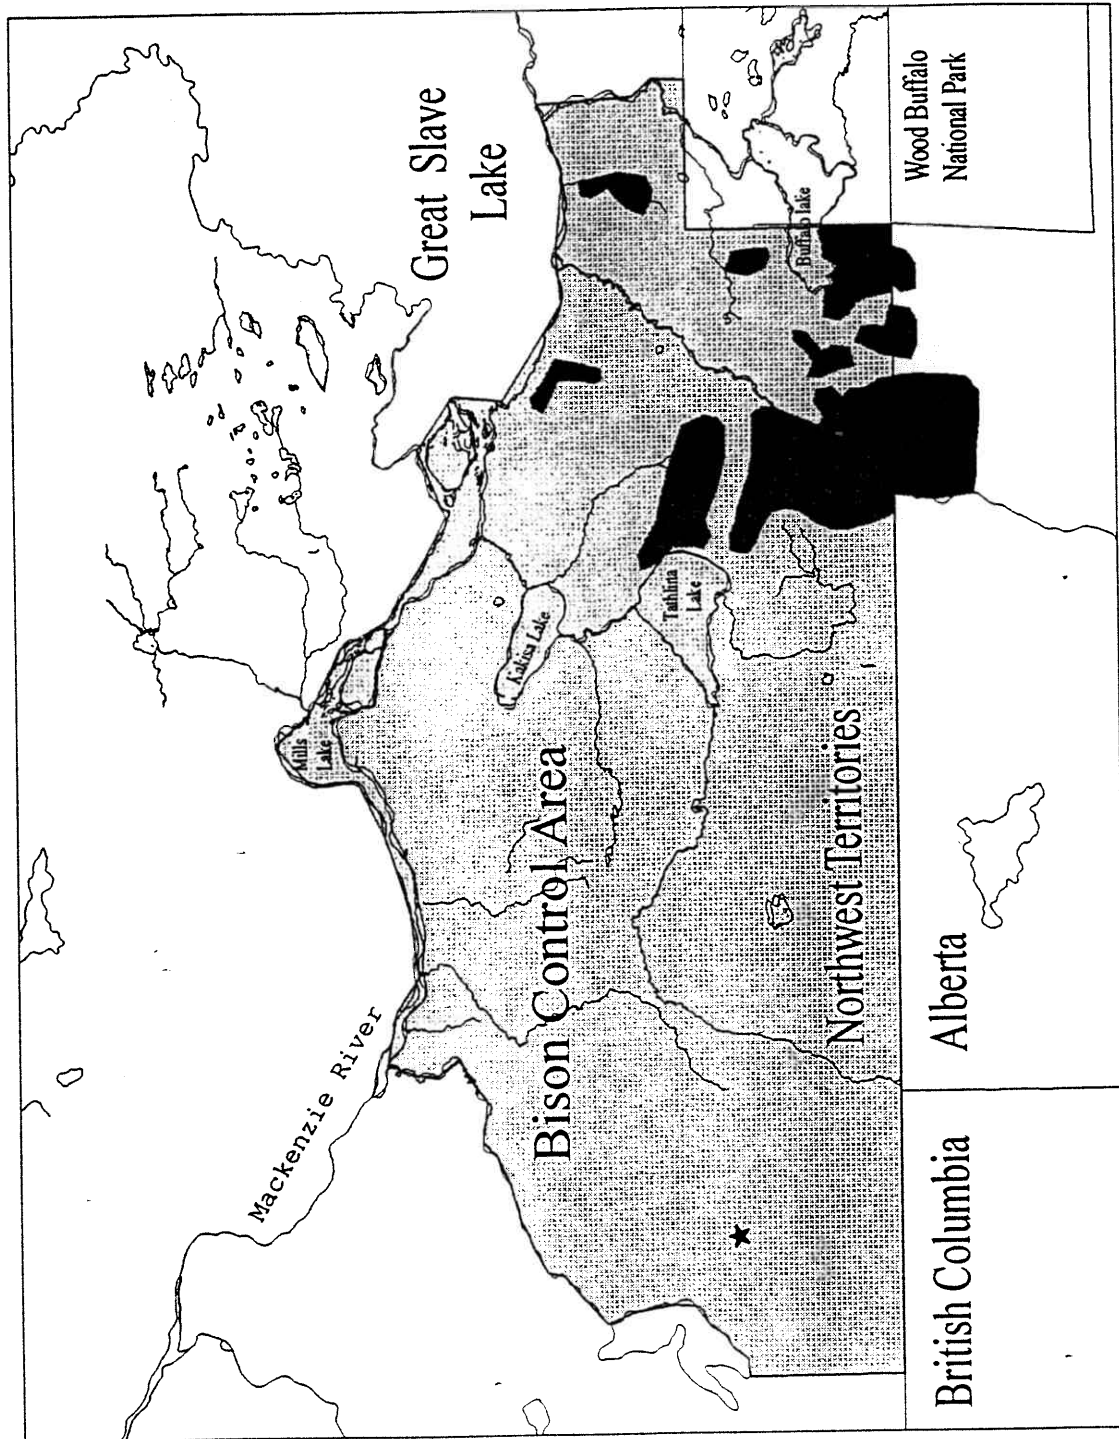 Great Slave
Lake
Wood Buffalo
National Park
Buffalo lake
Mills
Lake
Kakisa Lake
Tathlina
Lake
Mackenzie River
Bison Control Area
Northwest Territories
Alberta
British Columbia